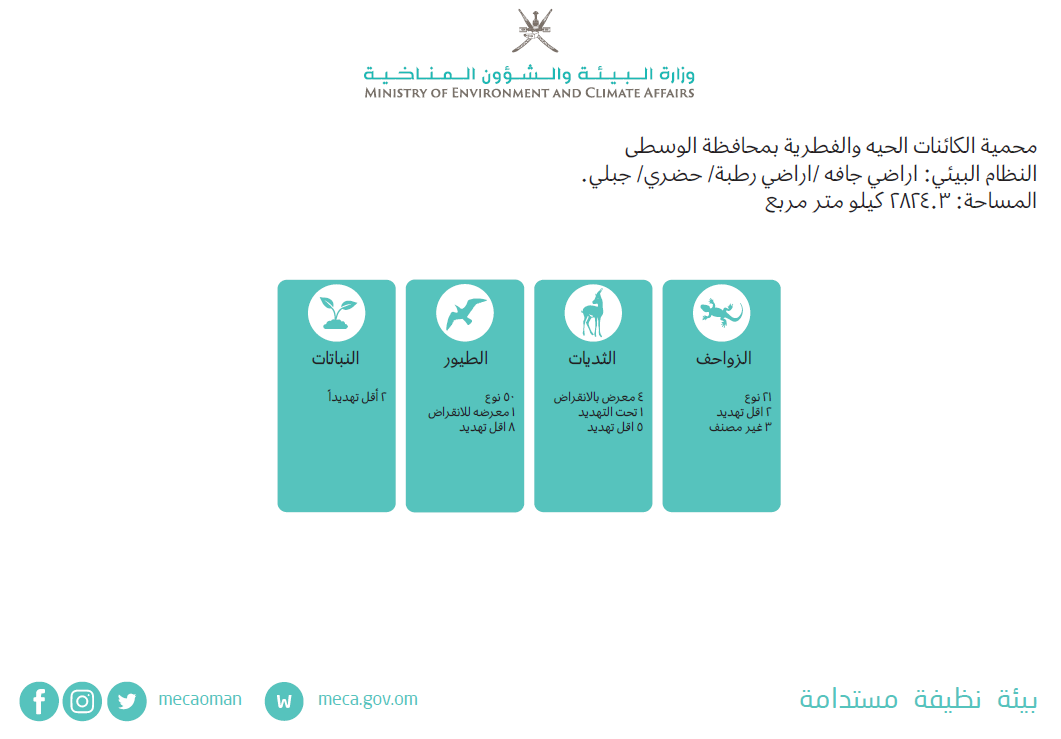 وزارة البيئة والشؤون المناخية
MINISTRY OF ENVIRONMENT AND CLIMATE AFFAIRS
محمية الكائنات الحيه والفطرية بمحافظة الوسطى
النظام البيئي: اراضي جافه /اراضي رطبة/ حضري/ جبلي.
المساحة: ٢٨٢٤.٣ كيلو متر مربع
الزواحف
٢١ نوع
٢ اقل تهديد
٣ غير مصنف
الثديات
٤ معرض بالانقراض
١ تحت التهديد
٥ اقل تهديد
الطيور
٥٠ نوع
١ معرضه للانقراض
٨ اقل تهديد
النباتات
٢ أقل تهديداً
بيئة نظيفة مستدامة
mecaoman
w
meca.gov.om